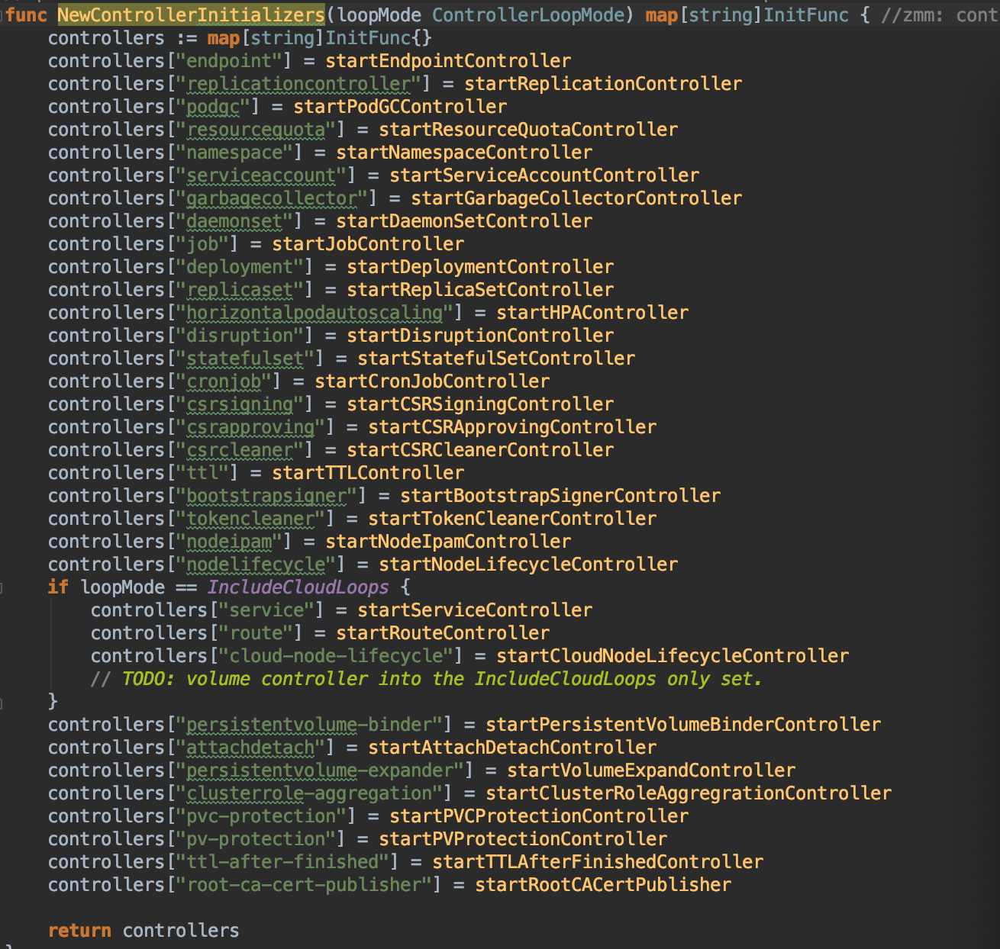 func NewControllerInitializers(loopMode ControllerLoopMode) map[string]InitFunc { //zmm: cont
controllers := map[string]InitFunc{}
controllers["endpoint"] = startEndpointController
controllers["replicationcontroller"] = startReplicationController
controllers["podgc"] = startPodGCController
controllers["resourcequota"] = startResourceQuotaController
controllers["namespace"] = startNamespaceController
controllers["serviceaccount"] = startServiceAccountController
controllers["garbagecollector"] = startGarbageCollectorController
controllers["daemonset"] = startDaemonSetController
controllers["job"] = startJobController
controllers["deployment"] = startDeploymentController
controllers["replicaset"] = startReplicaSetController
controllers["horizontalpodautoscaling"] = startHPAController
controllers["disruption"] = startDisruptionController
controllers["statefulset"] = startStatefulSetController
controllers["cronjob"] = startCronJobController
controllers["csrsigning"] = startCSRSigningController
controllers["csrapproving"] = startCSRApprovingController
controllers["csrcleaner"] = startCSRCleanerController
controllers["ttl"] = startTTLController
controllers["bootstrapsigner"] = startBootstrapSignerController
controllers["tokencleaner"] = startTokenCleanerController
controllers["nodeipam"] = startNodeIpamController
controllers["nodelifecycle"] = startNodeLifecycleController
if loopMode == IncludeCloudLoops {
controllers["service"] = startServiceController
controllers["route"] = startRouteController
controllers["cloud-node-lifecycle"] = startCloudNodeLifecycleController
// TODO: volume controller into the IncludeCloudLoops only set.
}
controllers["persistentvolume-binder"] = startPersistentVolumeBinderController
controllers["attachdetach"] = startAttachDetachController
controllers["persistentvolume-expander"] = startVolumeExpandController
controllers["clusterrole-aggregation"] = startClusterRoleAggregrationController
controllers["pvc-protection"] = startPVCProtectionController
controllers["pv-protection"] = startPVProtectionController
controllers["ttl-after-finished"] = startTTLAfterFinishedController
controllers["root-ca-cert-publisher"] = startRootCACertPublisher
return controllers